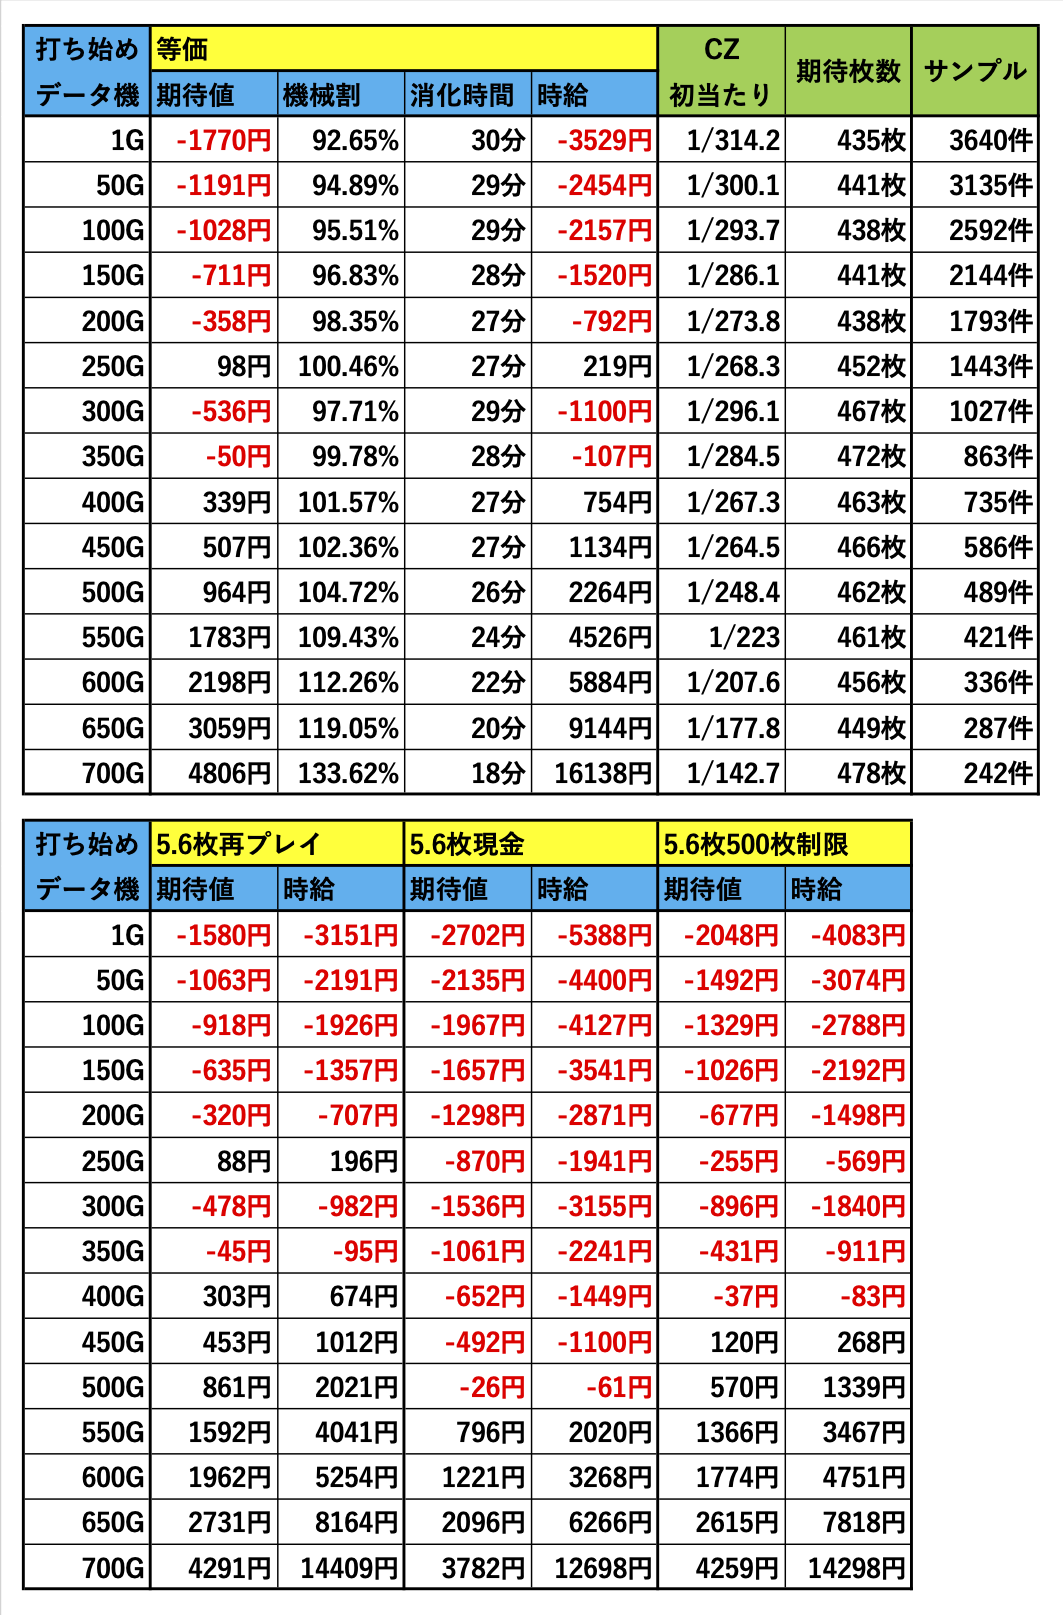 打ち始め 等価 CZ 期待枚数 サンプル
データ機 期待値 機械割 消化時間 時給 初当たり
1G -1770円 92.65% 30分 -3529円 1/314.2 435枚 3640件
50G -1191円 94.89% 29分 -2454円 1/300.1 441枚 3135件
100G -1028円 95.51% 29分 -2157円 1/293.7 438枚 2592件
150G -711円 96.83% 28分 -1520円 1/286.1 441枚 2144件
200G -358円 98.35% 27分 -792円 1/273.8 438枚 1793件
250G 98円 100.46% 27分 219円 1/268.3 452枚 1443件
300G -536円 97.71% 29分 -1100円 1/296.1 467枚 1027件
350G -50円 99.78% 28分 -107円 1/284.5 472枚 863件
400G 339円 101.57% 27分 754円 1/267.3 463枚 735件
450G 507円 102.36% 27分 1134円 1/264.5 466枚 586件
500G 964円 104.72% 26分 2264円 1/248.4 462枚 489件
550G 1783円 109.43% 24分 4526円 1/223 461枚 421件
600G 2198円 112.26% 22分 5884円 1/207.6 456枚 336件
650G 3059円 119.05% 20分 9144円 1/177.8 449枚 287件
700G 4806円 133.62% 18分 16138円 1/142.7 478枚 242件
打ち始め 5.6枚再プレイ 5.6枚現金 5.6枚500枚制限
データ機 期待値 時給 期待値 時給 期待値 時給
1G -1580円 -3151円 -2702円 -5388円 -2048円 -4083円
50G -1063円 -2191円 -2135円 -4400円 -1492円 -3074円
100G -918円 -1926円 -1967円 -4127円 -1329円 -2788円
150G -635円 -1357円 -1657円 -3541円 -1026円 -2192円
200G -320円 -707円 -1298円 -2871円 -677円 -1498円
250G 88円 196円 -870円 -1941円 -255円 -569円
300G -478円 -982円 -1536円 -3155円 -896円 -1840円
350G -45円 -95円 -1061円 -2241円 -431円 -911円
400G 303円 674円 -652円 -1449円 -37円 -83円
450G 453円 1012円 -492円 -1100円 120円 268円
500G 861円 2021円 -26円 -61円 570円 1339円
550G 1592円 4041円 796円 2020円 1366円 3467円
600G 1962円 5254円 1221円 3268円 1774円 4751円
650G 2731円 8164円 2096円 6266円 2615円 7818円
700G 4291円 14409円 3782円 12698円 4259円 14298円